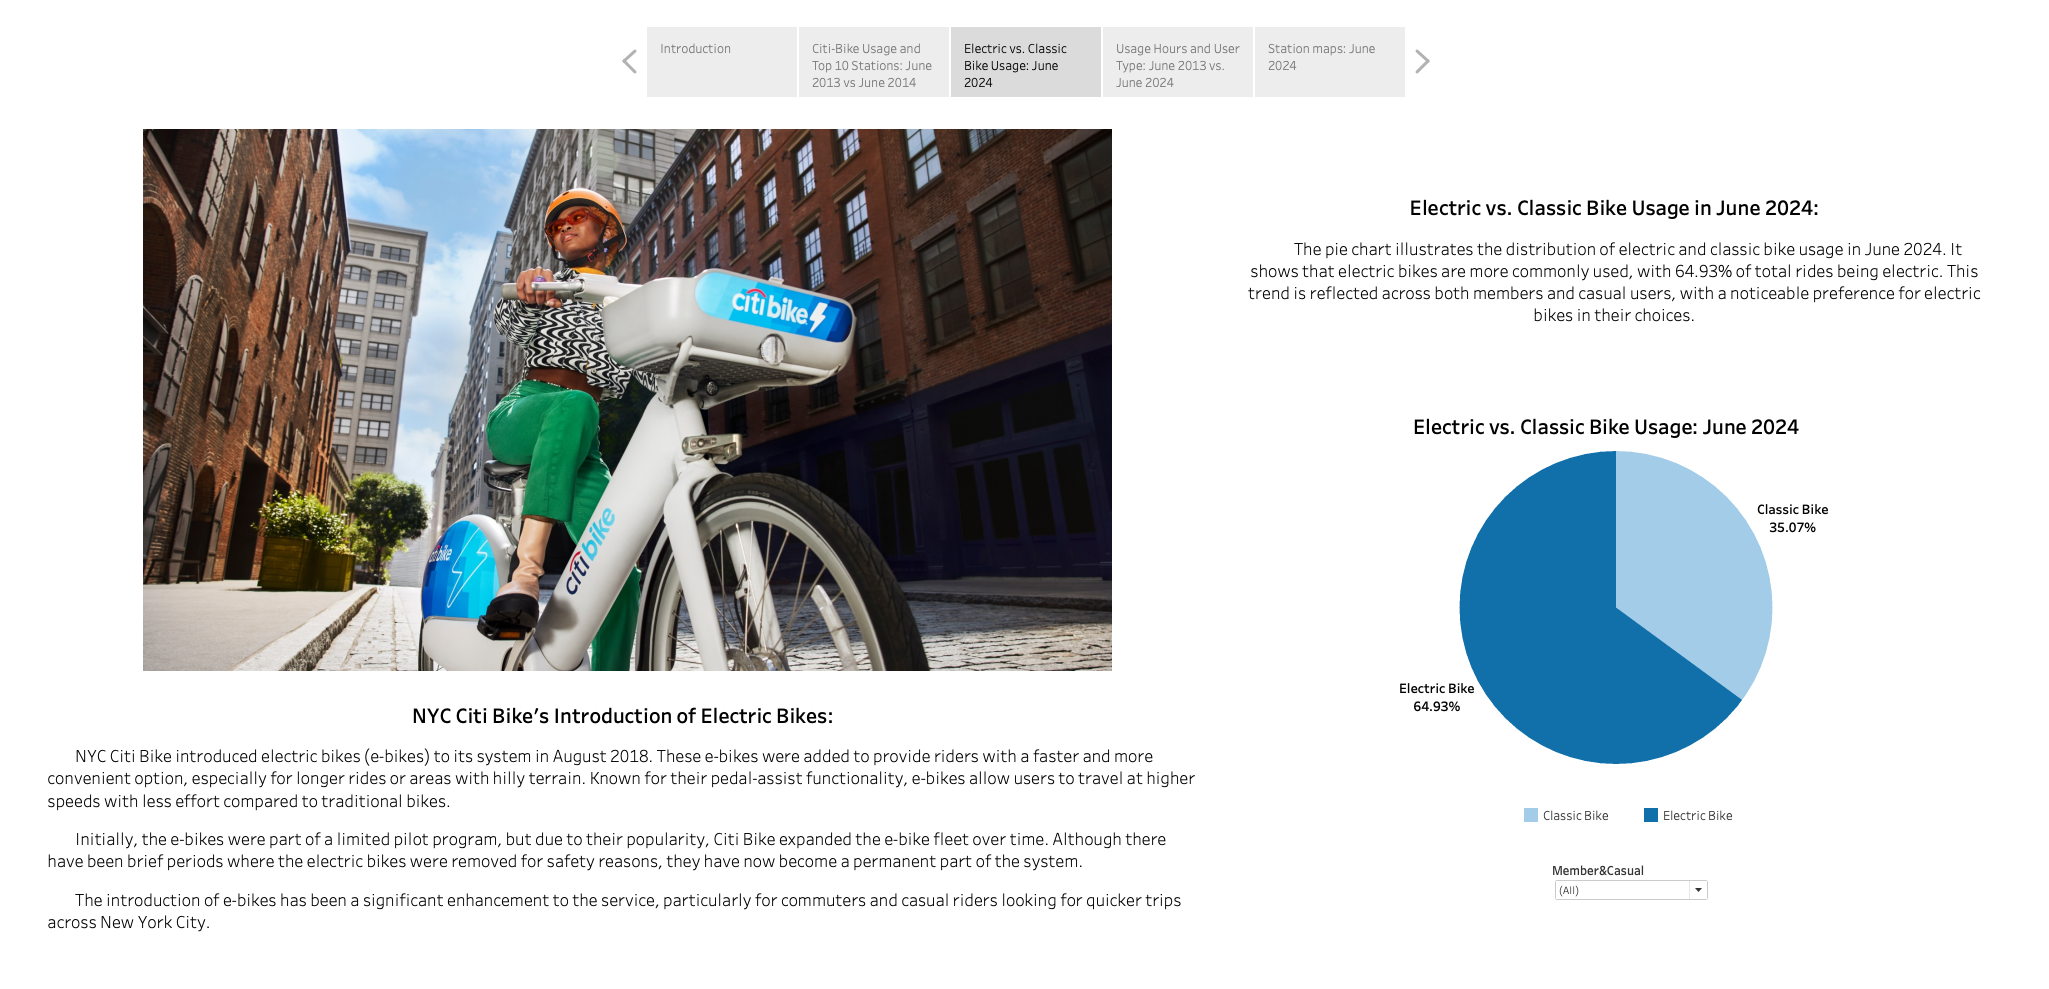 Introduction
Citi-Bike Usage and
Top 10 Stations: June
2013 vs June 2014
Electric vs. Classic
Bike Usage: June
2024
Usage Hours and User
Type: June 2013 vs.
June 2024
Station maps: June
2024
citi bike
citi bike
citi bike
NYC Citi Bike’s Introduction of Electric Bikes:
NYC Citi Bike introduced electric bikes (e-bikes) to its system in August 2018. These e-bikes were added to provide riders with a faster and more
convenient option, especially for longer rides or areas with hilly terrain. Known for their pedal-assist functionality, e-bikes allow users to travel at higher
speeds with less effort compared to traditional bikes.
Initially, the e-bikes were part of a limited pilot program, but due to their popularity, Citi Bike expanded the e-bike fleet over time. Although there
have been brief periods where the electric bikes were removed for safety reasons, they have now become a permanent part of the system.
The introduction of e-bikes has been a significant enhancement to the service, particularly for commuters and casual riders looking for quicker trips
across New York City.
Electric vs. Classic Bike Usage in June 2024:
The pie chart illustrates the distribution of electric and classic bike usage in June 2024. It
shows that electric bikes are more commonly used, with 64.93% of total rides being electric. This
trend is reflected across both members and casual users, with a noticeable preference for electric
bikes in their choices.
Electric vs. Classic Bike Usage: June 2024
Classic Bike
35.07%
Electric Bike
64.93%
Classic Bike
Electric Bike
Member&Casual
(All)